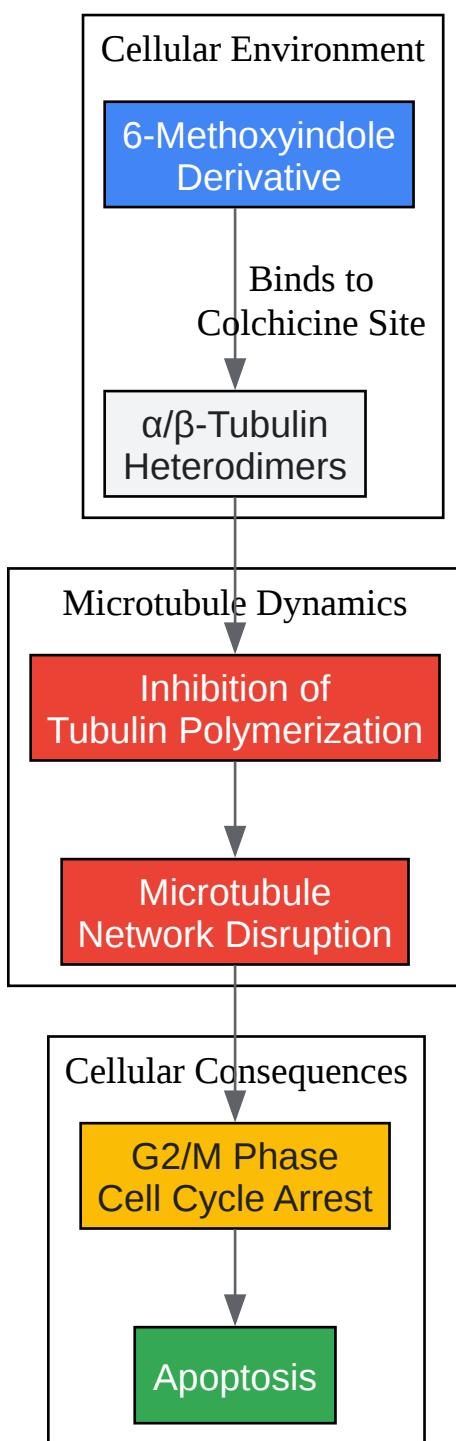 Cellular Environment
6-Methoxyindole
Derivative
Binds to
Colchicine Site
α/β-Tubulin
Heterodimers
Microtubule Dynamics
Inhibition of
Tubulin Polymerization
Microtubule
Network Disruption
Cellular Consequences
G2/M Phase
Cell Cycle Arrest
Apoptosis